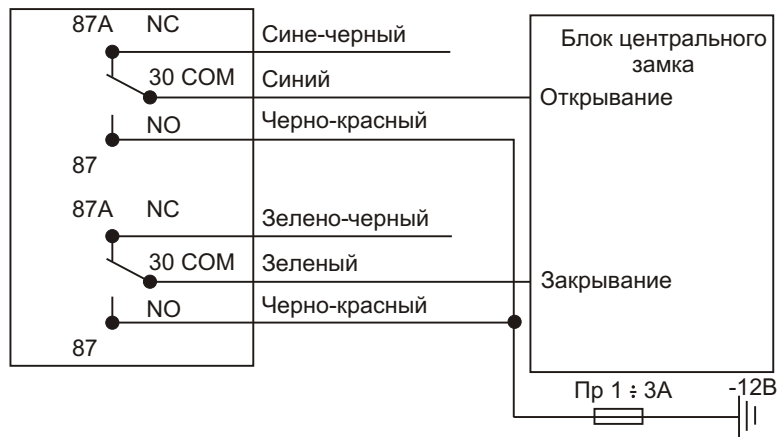 87A NC
Сине-черный
30 COM
Синий
NO
Черно-красный
87
87A NC
Зелено-черный
30 COM
Зеленый
NO
Черно-красный
87
Блок центрального
замка
Открывание
Закрывание
Пр 1 ÷ 3А
-12В